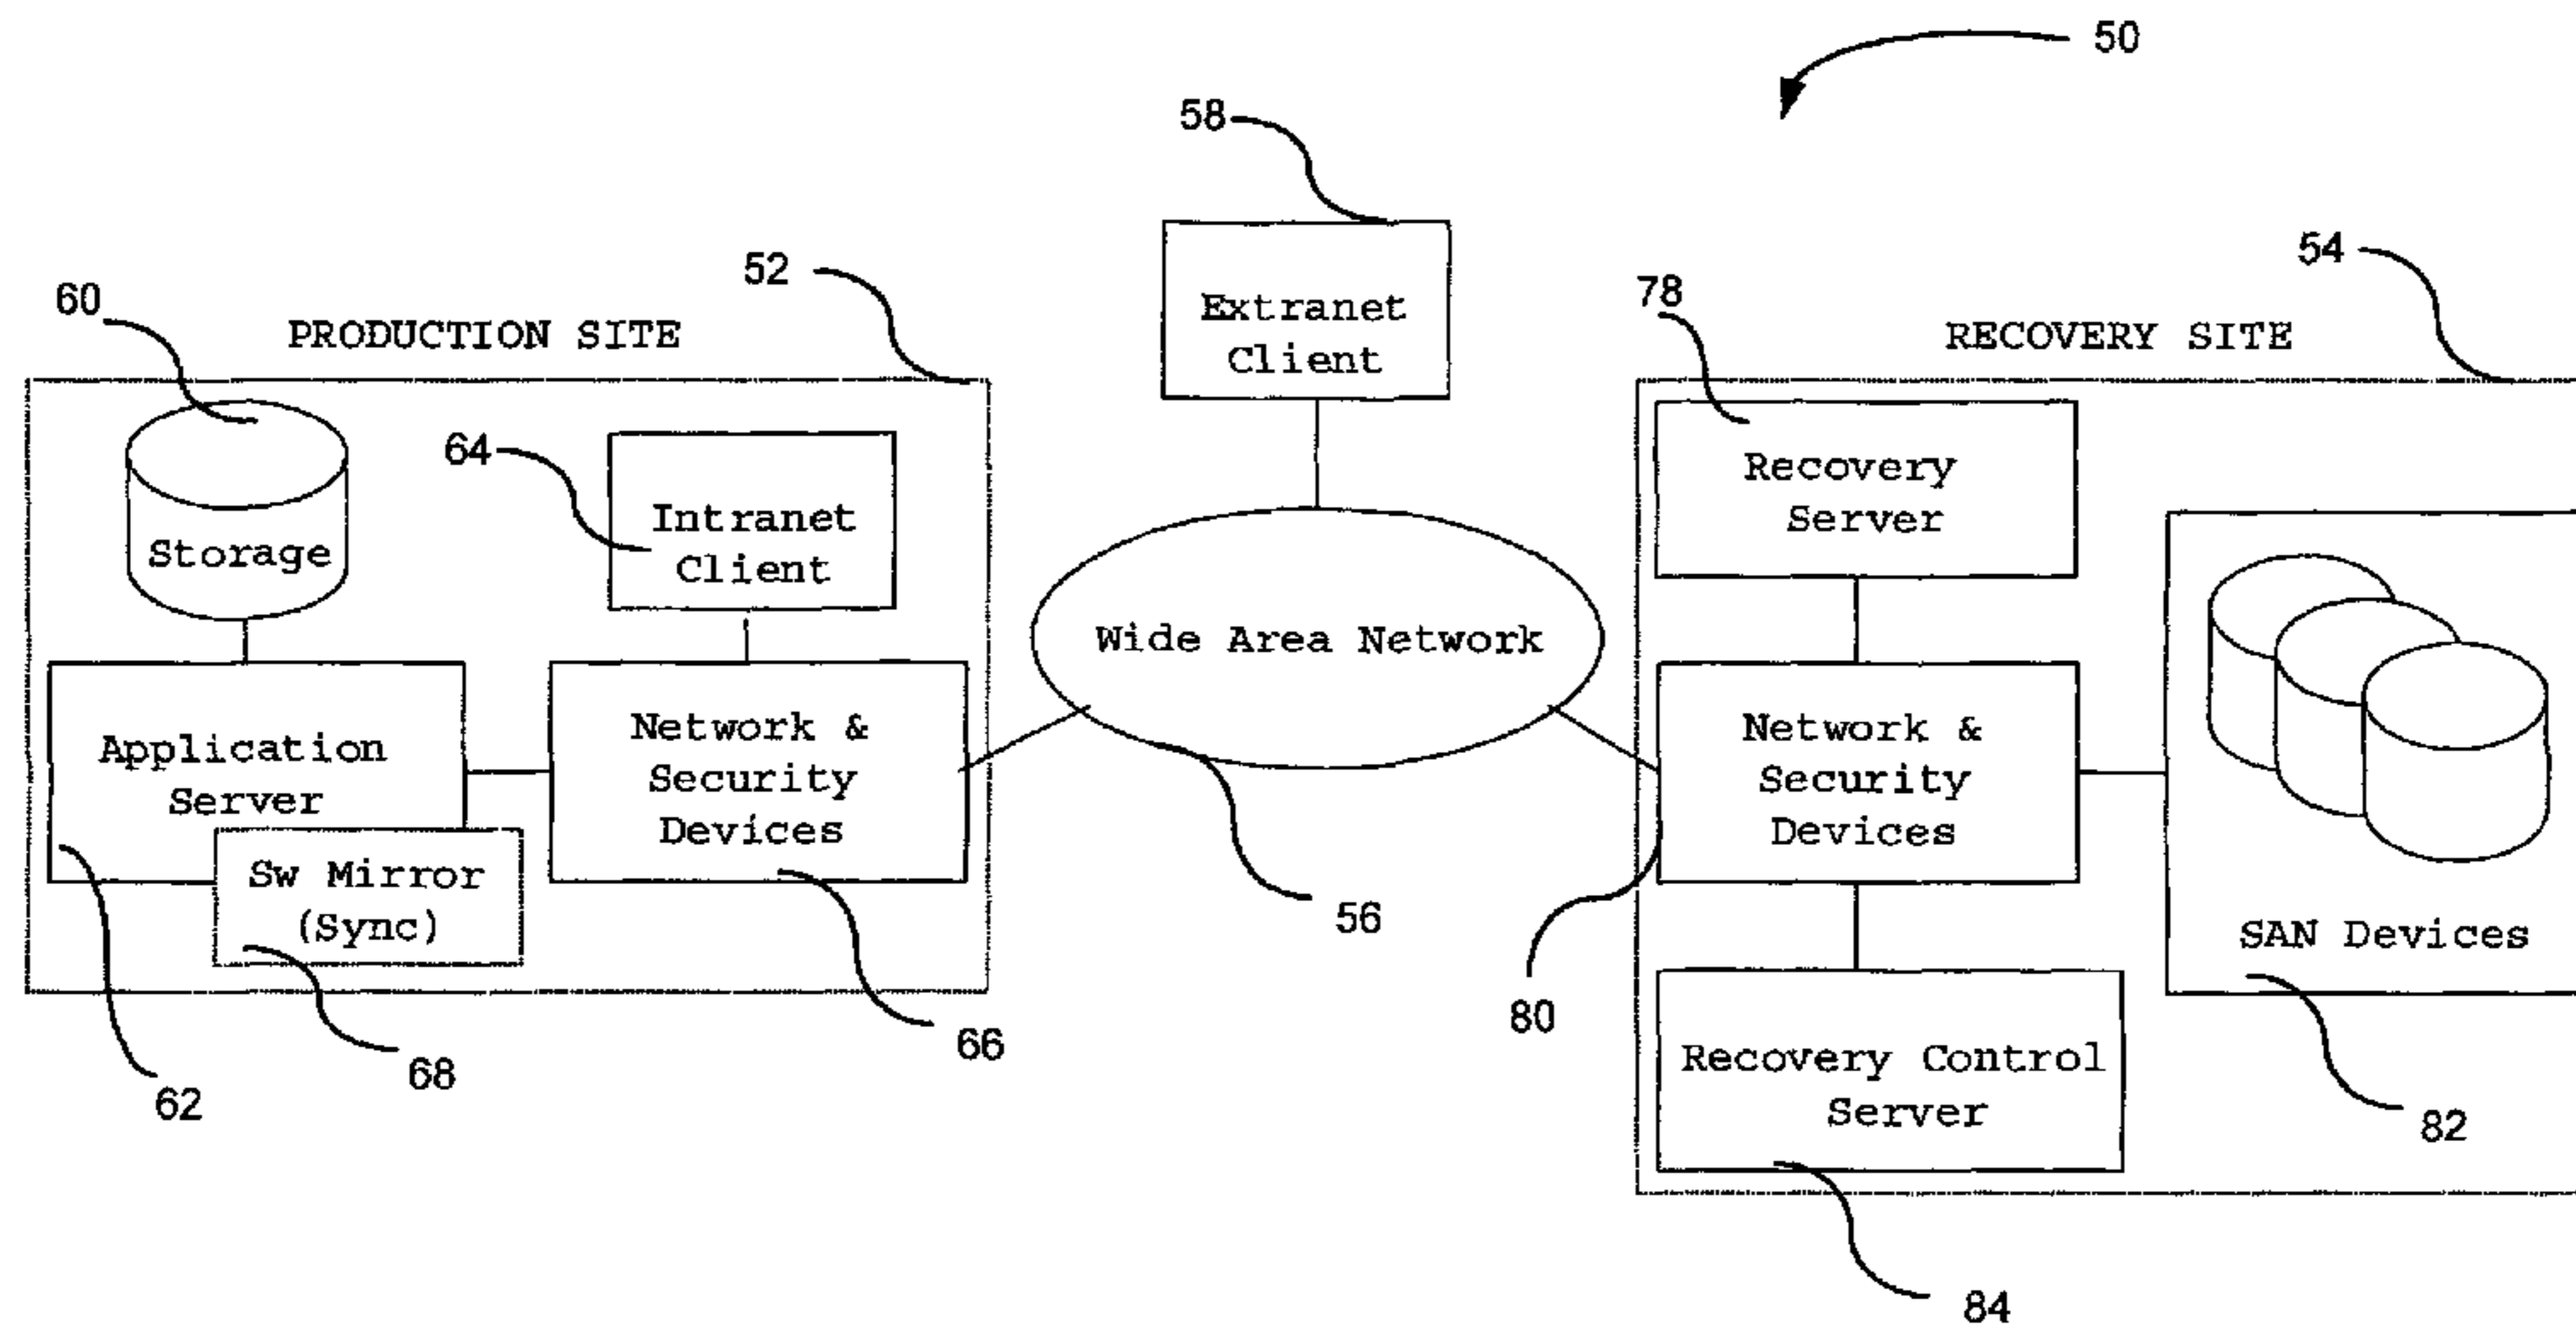 50
58
52
54
60
78
PRODUCTION SITE
RECOVERY SITE
Extranet
Client
64
Storage
Intranet
Client
Recovery
Server
Wide Area Network
Application
Server
Network &
Security
Devices
Network &
Security
Devices
Sw Mirror
(Sync)
SAN Devices
56
80
66
68
62
Recovery Control
Server
82
84